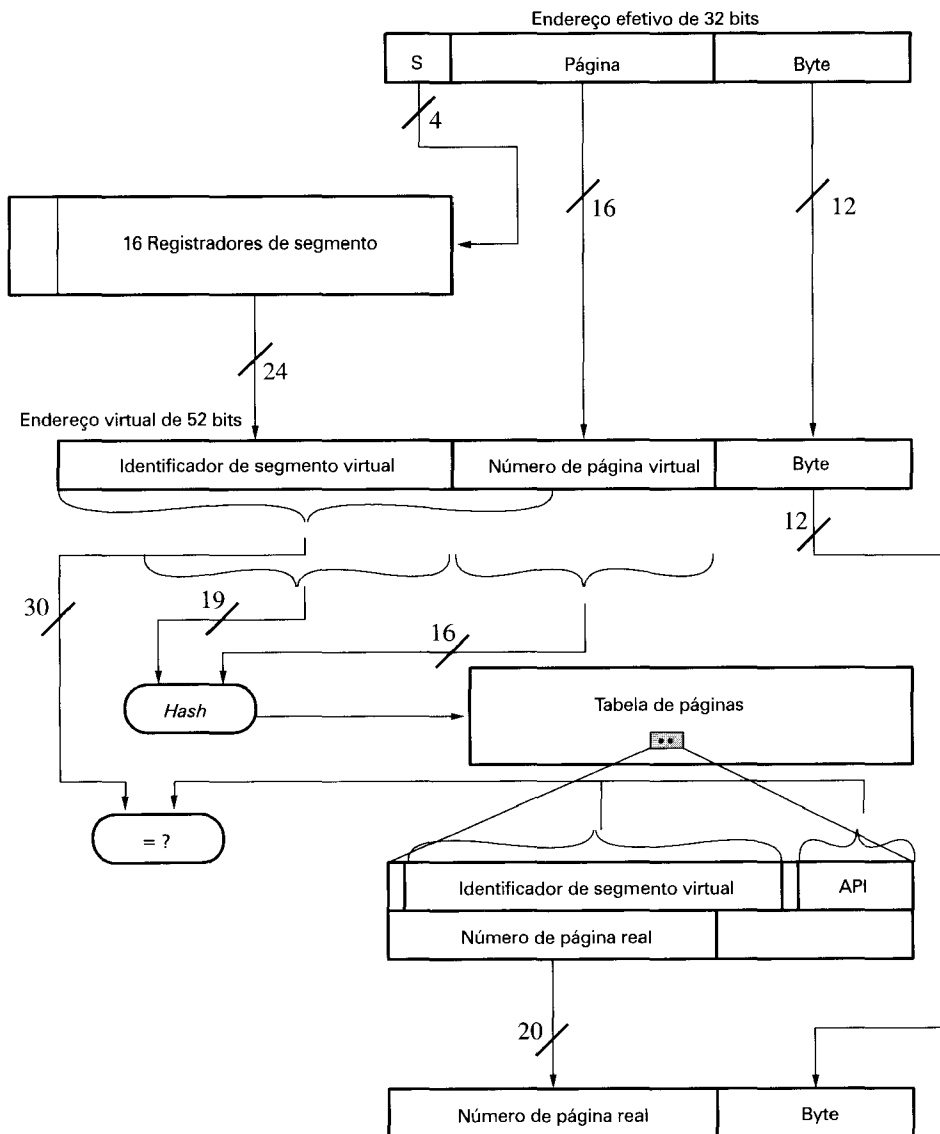 Endereço efetivo de 32 bits
S
Página
Byte
4
16
12
16 Registradores de segmento
24
Endereço virtual de 52 bits
Identificador de segmento virtual
Número de página virtual
Byte
12
30
19
16
Hash
Tabela de páginas
= ?
Identificador de segmento virtual
API
Número de página real
20
Número de página real
Byte